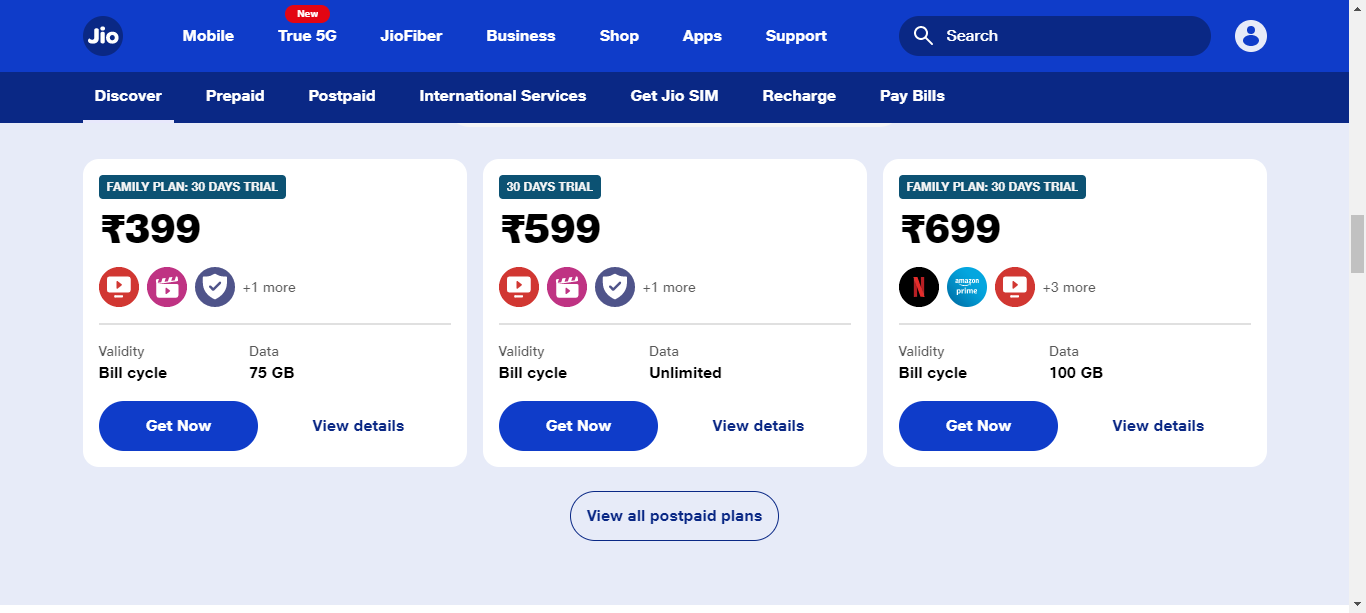 New
Jio
Mobile
True 5G
JioFiber
Business
Shop
Apps
Support
Search
Discover
Prepaid
Postpaid
International Services
Get Jio SIM
Recharge
Pay Bills
FAMILY PLAN: 30 DAYS TRIAL
₹399
+1 more
Validity
Data
Bill cycle
75 GB
Get Now
View details
30 DAYS TRIAL
₹599
+1 more
Validity
Data
Bill cycle
Unlimited
Get Now
View details
FAMILY PLAN: 30 DAYS TRIAL
₹699
N
amazon
prime
+3 more
Validity
Data
Bill cycle
100 GB
Get Now
View details
View all postpaid plans